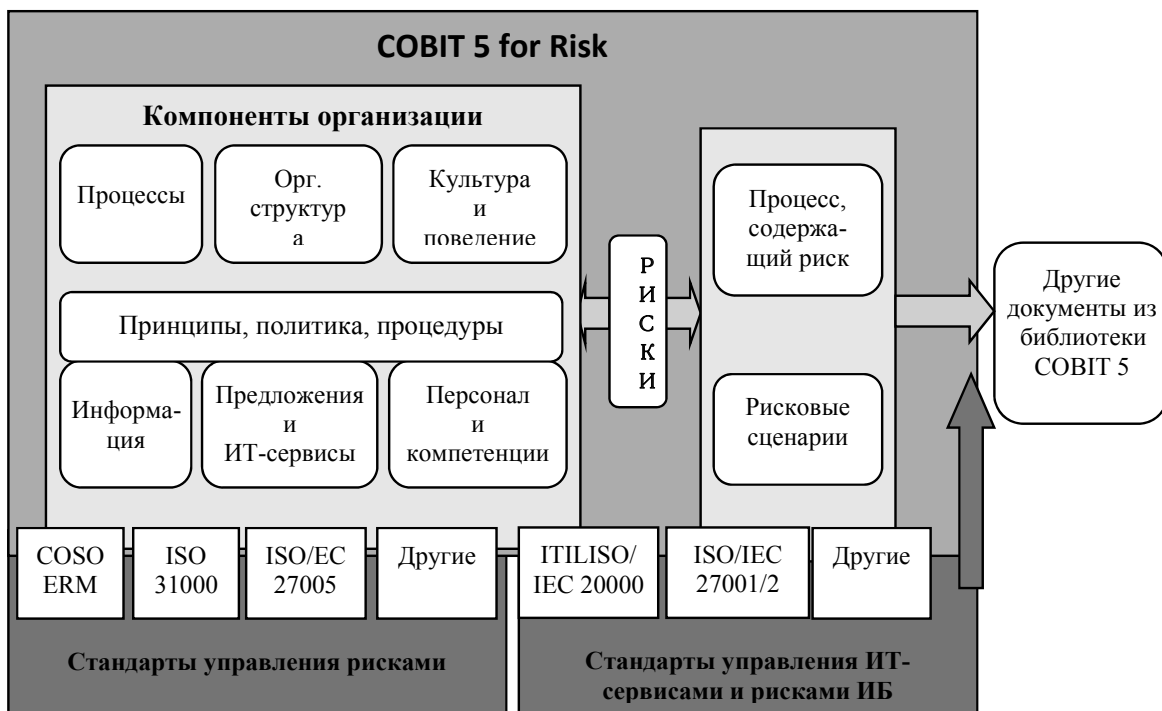 COBIT 5 for Risk
Компоненты организации
Процессы
Орг.
структур
а
Культура
и
поведение
Принципы, политика, процедуры
Информа-
ция
Предложения
и
ИТ-сервисы
Персонал
и
компетенции
РИСКИ
Процесс,
содержа-
щий риск
Рисковые
сценарии
Другие
документы из
библиотеки
COBIT 5
COSO
ERM
ISO
31000
ISO/EC
27005
Другие
ITILISO/
IEC 20000
ISO/IEC
27001/2
Другие
Стандарты управления рисками
Стандарты управления ИТ-
сервисами и рисками ИБ